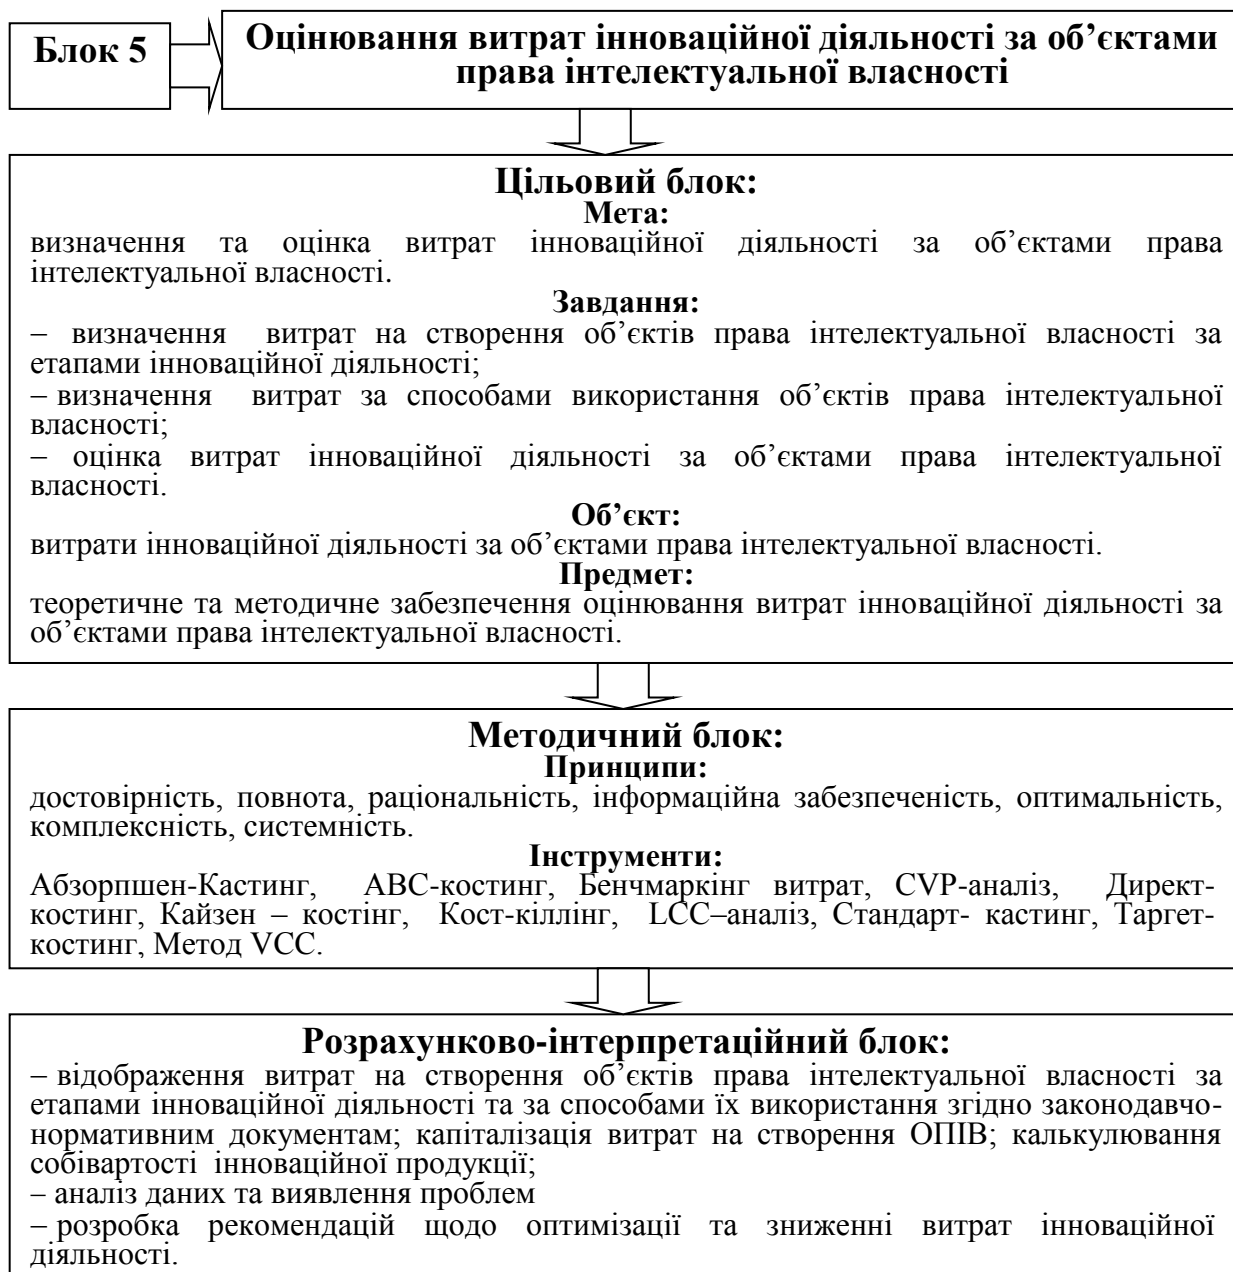 Блок 5
Оцінювання витрат інноваційної діяльності за об’єктами
права інтелектуальної власності
Цільовий блок:
Мета:
визначення та оцінка витрат інноваційної діяльності за об’єктами права
інтелектуальної власності.
Завдання:
– визначення витрат на створення об’єктів права інтелектуальної власності за
етапами інноваційної діяльності;
– визначення витрат за способами використання об’єктів права інтелектуальної
власності;
– оцінка витрат інноваційної діяльності за об’єктами права інтелектуальної
власності.
Об’єкт:
витрати інноваційної діяльності за об’єктами права інтелектуальної власності.
Предмет:
теоретичне та методичне забезпечення оцінювання витрат інноваційної діяльності за
об’єктами права інтелектуальної власності.
Методичний блок:
Принципи:
достовірність, повнота, раціональність, інформаційна забезпеченість, оптимальність,
комплексність, системність.
Інструменти:
Абзорпшен-Кастинг, АВС-костинг, Бенчмаркінг витрат, CVP-аналіз, Директ-
костинг, Кайзен – костінг, Кост-кіллінг, LCC–аналіз, Стандарт- кастинг, Таргет-
костинг, Метод VCC.
Розрахунково-інтерпретаційний блок:
– відображення витрат на створення об’єктів права інтелектуальної власності за
етапами інноваційної діяльності та за способами їх використання згідно законодавчо-
нормативним документам; капіталізація витрат на створення ОПІВ; калькулювання
собівартості інноваційної продукції;
– аналіз даних та виявлення проблем
– розробка рекомендацій щодо оптимізації та зниженні витрат інноваційної
діяльності.